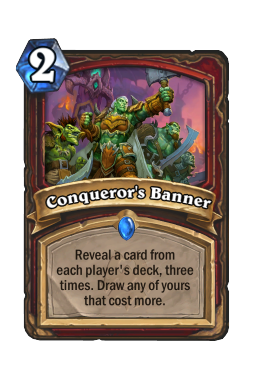 2
Conqueror's Banner
Reveal a card from
each player's deck, three
times. Draw any of yours
that cost more.